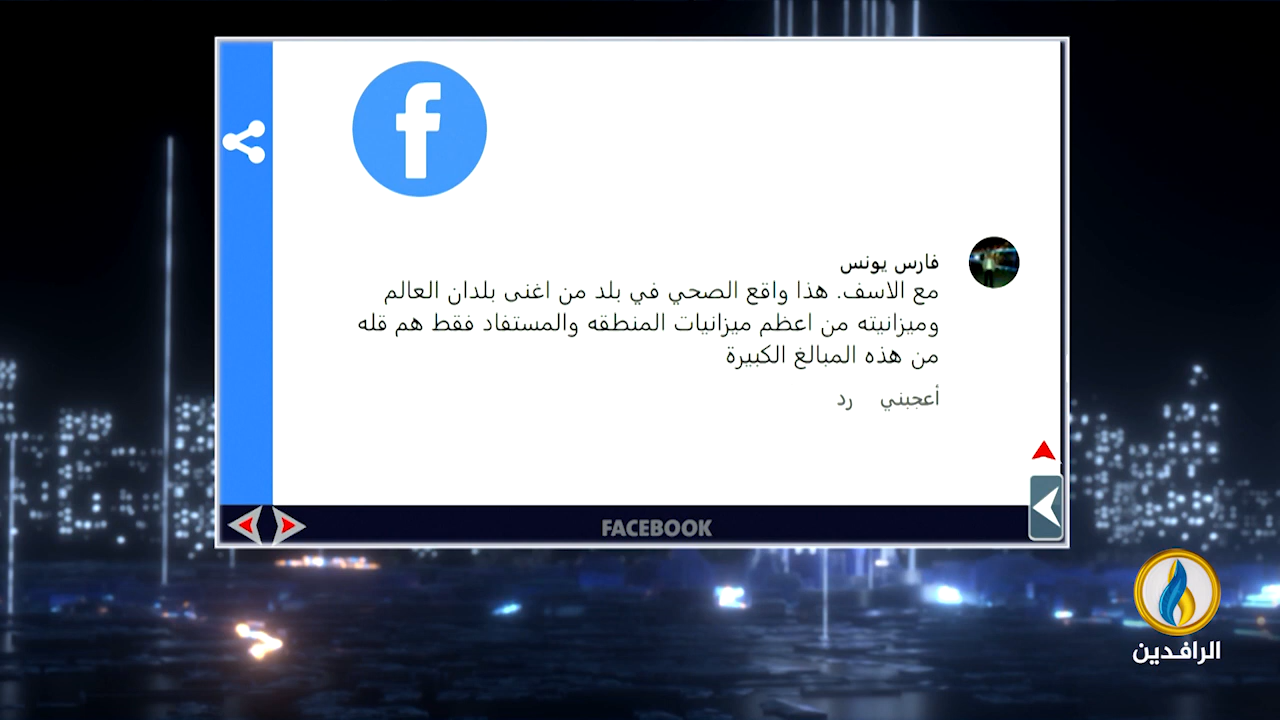 فارس يونس
مع الاسف. هذا واقع الصحي في بلد من اغنى بلدان العالم
وميزانيته من اعظم ميزانيات المنطقه والمستفاد فقط هم قله
من هذه المبالغ الكبيرة
أعجبني رد
FACEBOOK
الرافدين